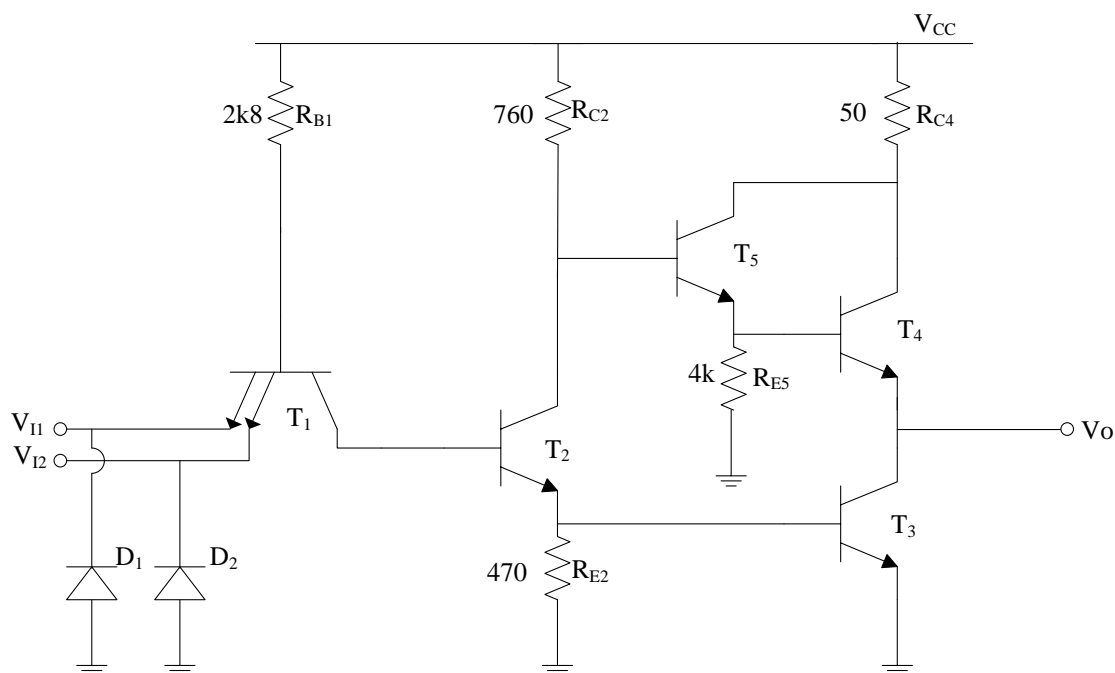 V_CC
2k8 R_B1
760 R_C2
50 R_C4
T_5
T_4
4k R_E5
V_I1
T_1
V_I2
T_2
Vo
T_3
D_1 D_2
470 R_E2